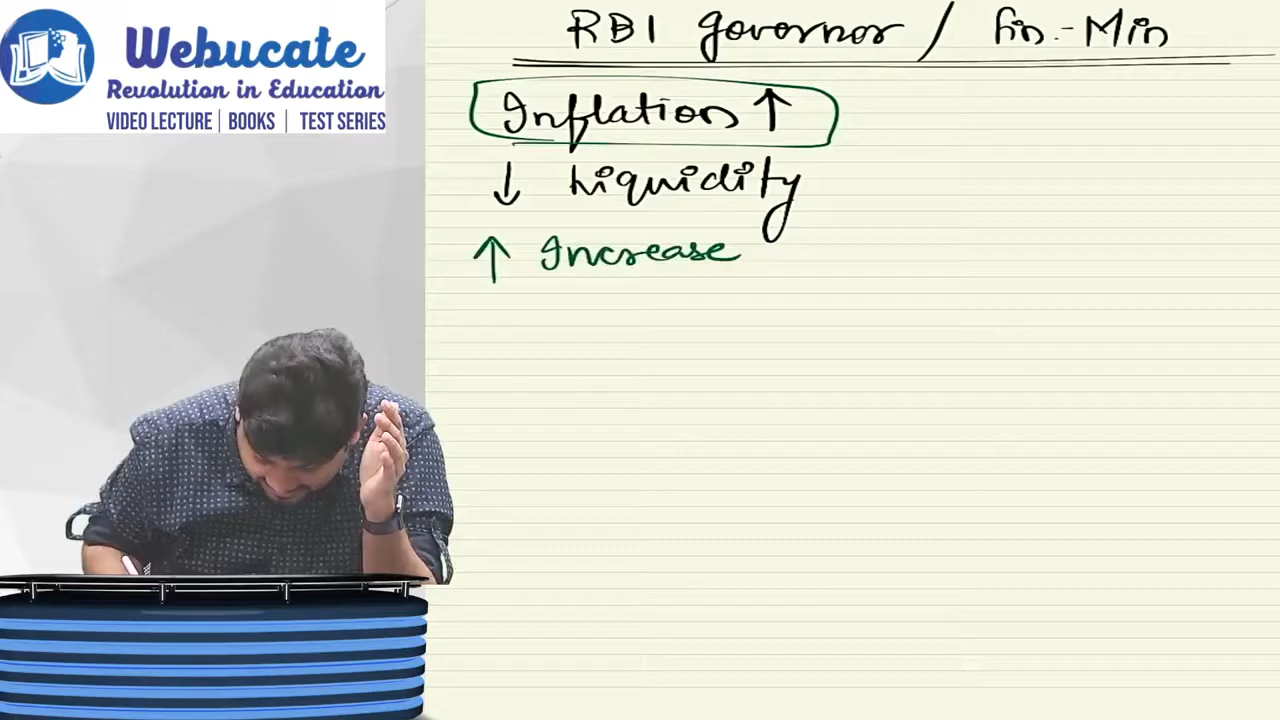 Webucate
Revolution in Education
VIDEO LECTURE | BOOKS | TEST SERIES
RBI governor / Fin.-Min
Inflation ↑
↓ Liquidity
↑ Increase